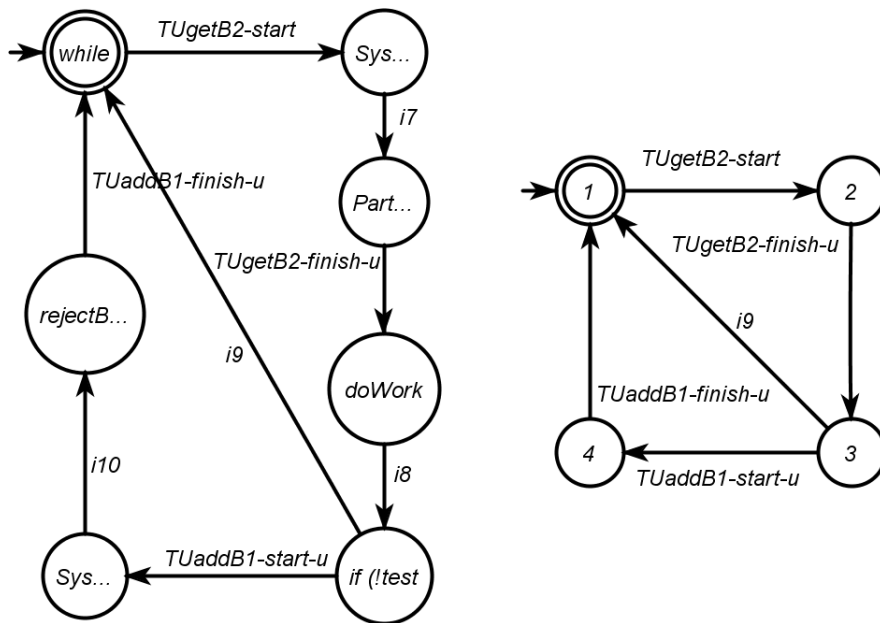 TUgetB2-start
while
Sys...
i7
TUaddB1-finish-u
Part...
TUgetB2-finish-u
rejectB...
i9
doWork
i10
i8
TUaddB1-start-u
Sys...
if (!test
TUgetB2-start
1
2
TUgetB2-finish-u
i9
TUaddB1-finish-u
4
3
TUaddB1-start-u